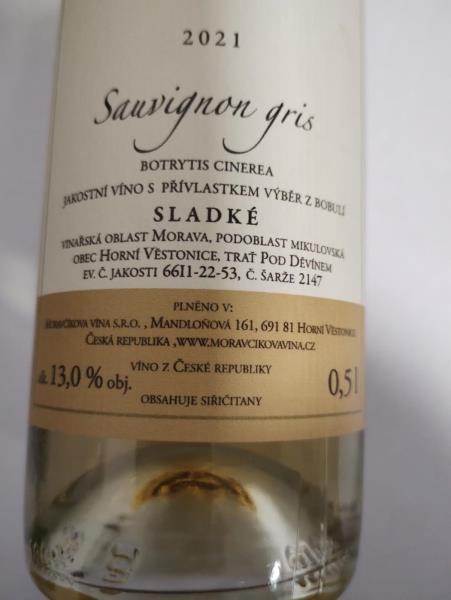 2021
Sauvignon gris
BOTRYTIS CINEREA
JAKOSTNÍ VÍNO S PŘÍVLASTKEM VÝBĚR Z BOBULÍ
SLADKÉ
VINAŘSKÁ OBLAST MORAVA, PODOBLAST MIKULOVSKÁ
OBEC HORNÍ VĚSTONICE, TRAŤ POD DĚVÍNEM
EV. Č. JAKOSTI 66I1-22-53, Č. ŠARŽE 2147
PLNĚNO V:
MORAVČÍKOVA VÍNA S.R.O. , MANDLOŇOVÁ 161, 691 81 HORNÍ VĚSTONICE
ČESKÁ REPUBLIKA ,WWW.MORAVCIKOVAVINA.CZ
VÍNO Z ČESKÉ REPUBLIKY
alc. 13,0 % obj.
0,5 l
OBSAHUJE SIŘIČITANY